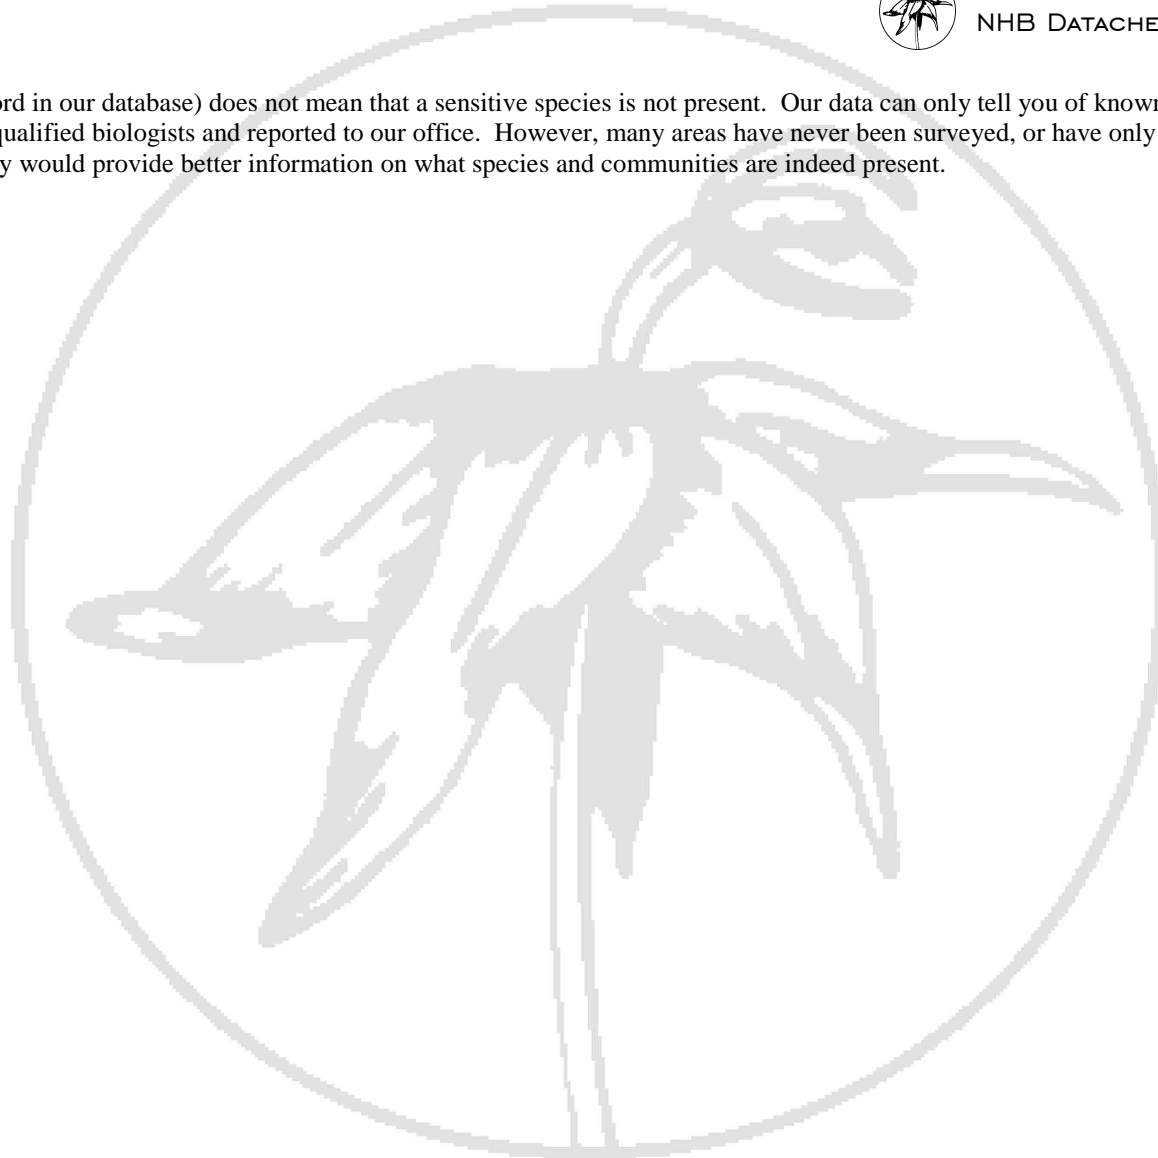 NHB DATACHE
ord in our database) does not mean that a sensitive species is not present.  Our data can only tell you of known
qualified biologists and reported to our office.  However, many areas have never been surveyed, or have only
y would provide better information on what species and communities are indeed present.